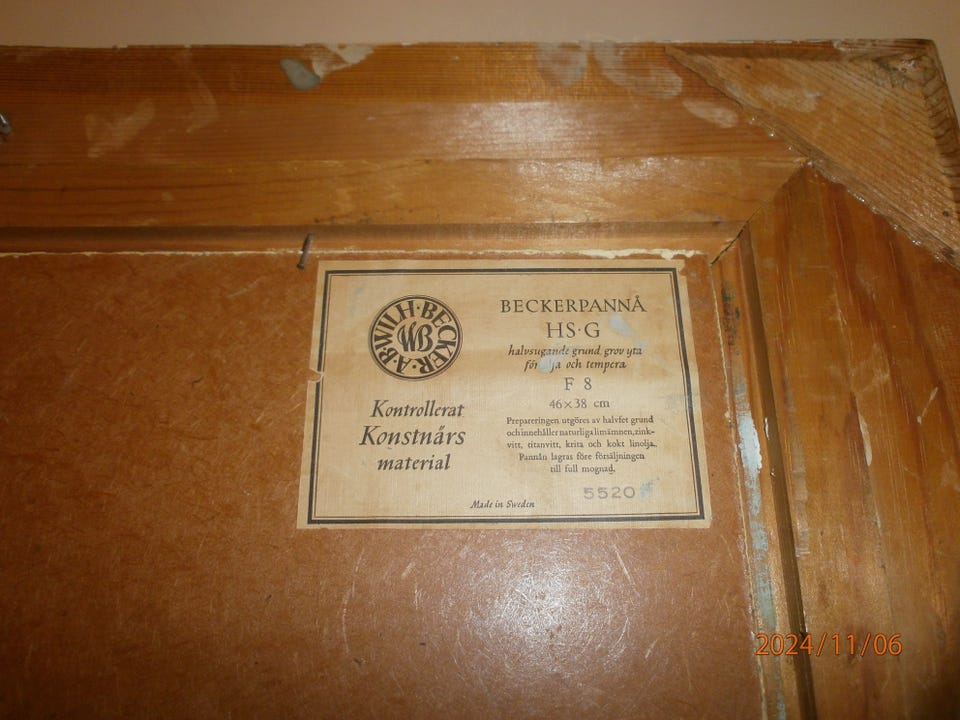 A·B·WILH·BECKER·
WB
Kontrollerat
Konstnärs
material
BECKERPANNÅ
HS·G
halvsugande grund, grov yta
för olja och tempera
F 8
46×38 cm
Prepareringen utgöres av halvfet grund
och innehåller naturliga limämnen, zink-
vitt, titanvitt, krita och kokt linolja.
Pannån lagras före försäljningen
till full mognad.
5520
Made in Sweden
2024/11/06